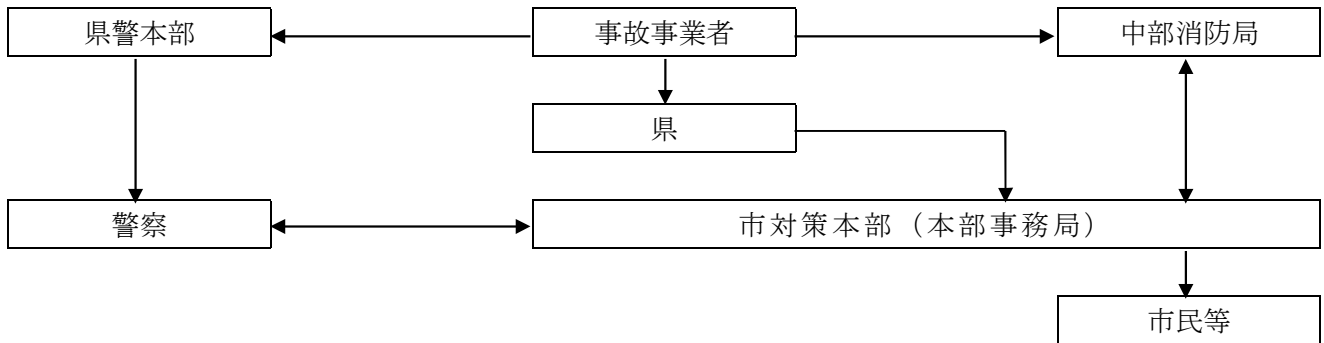 県警本部
事故事業者
中部消防局
県
警察
市対策本部（本部事務局）
市民等